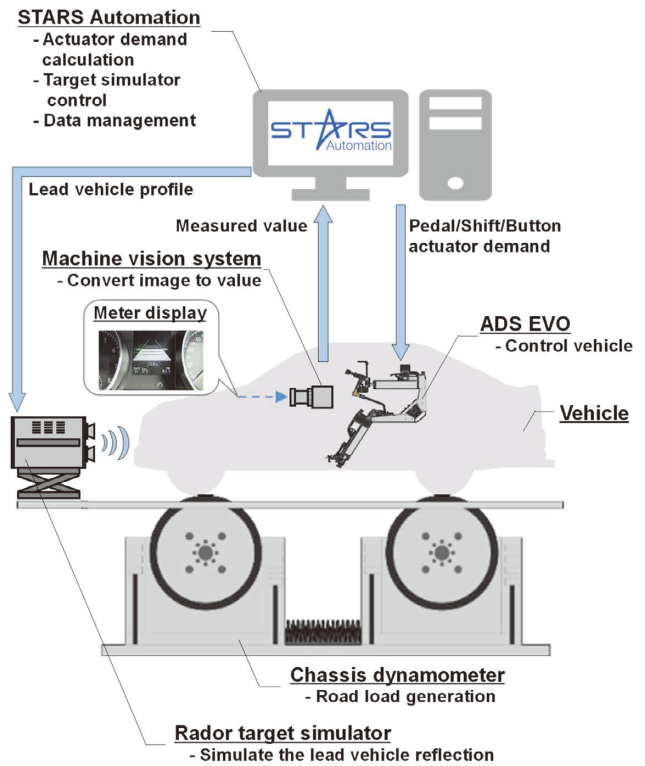 STARS Automation
- Actuator demand
calculation
- Target simulator
control
- Data management
STARS
Automation
Lead vehicle profile
Measured value
Pedal/Shift/Button
actuator demand
Machine vision system
- Convert image to value
Meter display
ADS EVO
- Control vehicle
Vehicle
Chassis dynamometer
- Road load generation
Rador target simulator
- Simulate the lead vehicle reflection